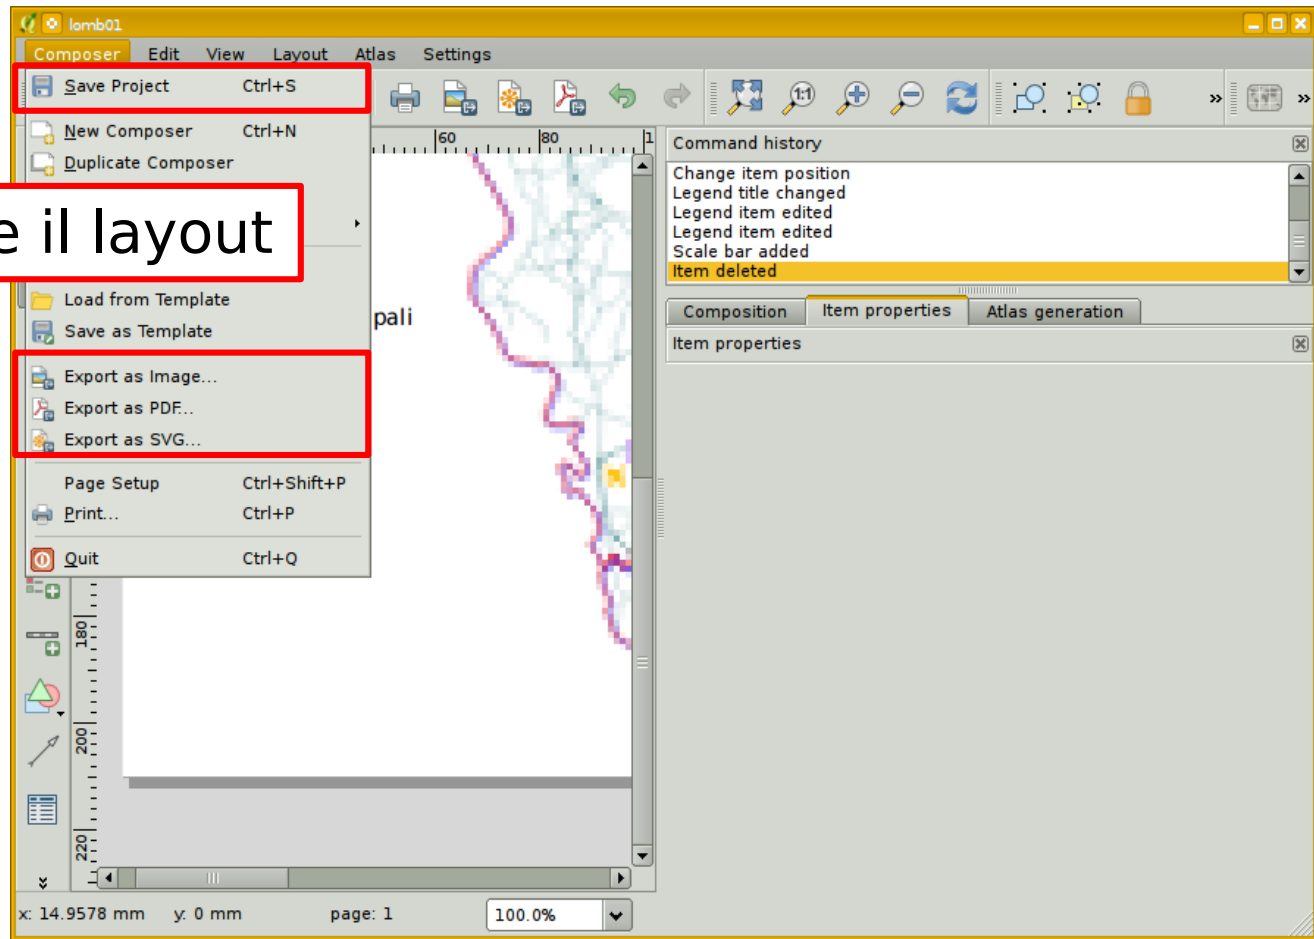 lomb01
Composer Edit View Layout Atlas Settings
Save Project Ctrl+S
New Composer Ctrl+N
Duplicate Composer
e il layout
Load from Template
Save as Template
Export as Image...
Export as PDF...
Export as SVG...
Page Setup Ctrl+Shift+P
Print... Ctrl+P
Quit Ctrl+Q
60 80 1
pali
180
200
220
Command history
Change item position
Legend title changed
Legend item edited
Legend item edited
Scale bar added
Item deleted
Composition Item properties Atlas generation
Item properties
x: 14.9578 mm y: 0 mm page: 1 100.0%